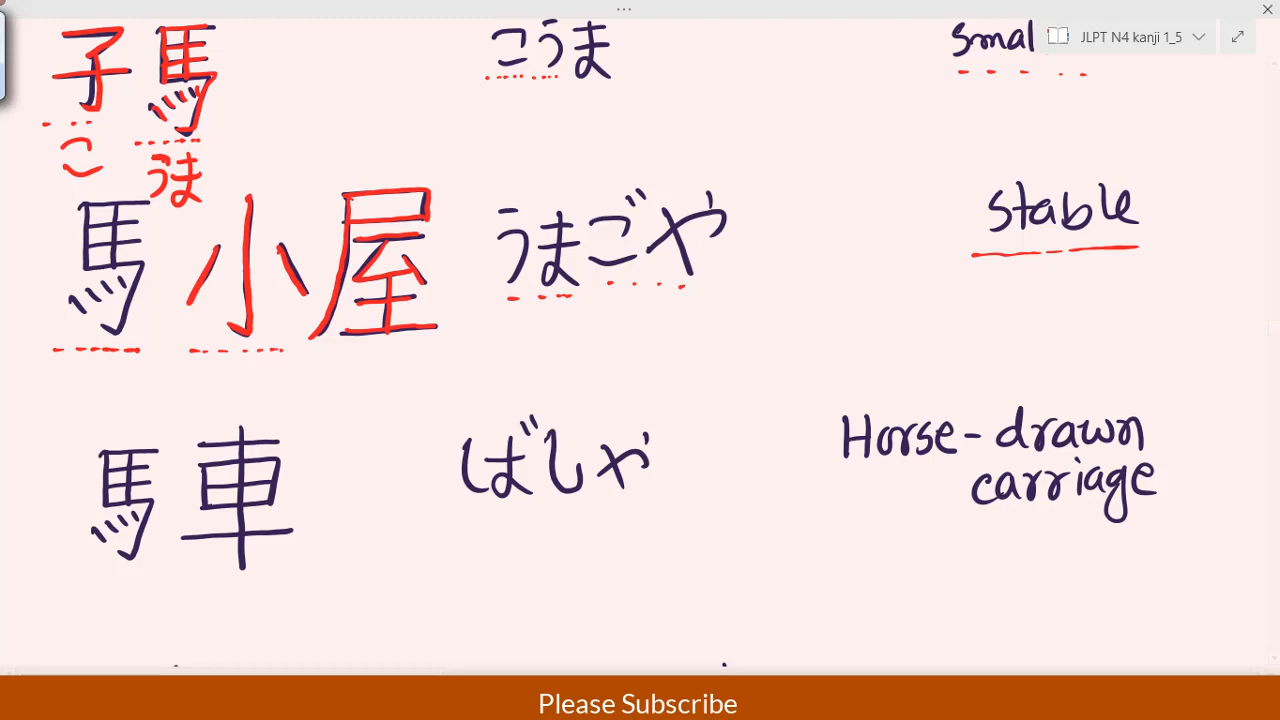 子馬 こうま smal
JLPT N4 kanji 1_5
こ うま
馬小屋 うまごや stable
馬車 ばしゃ Horse-drawn
carriage
Please Subscribe